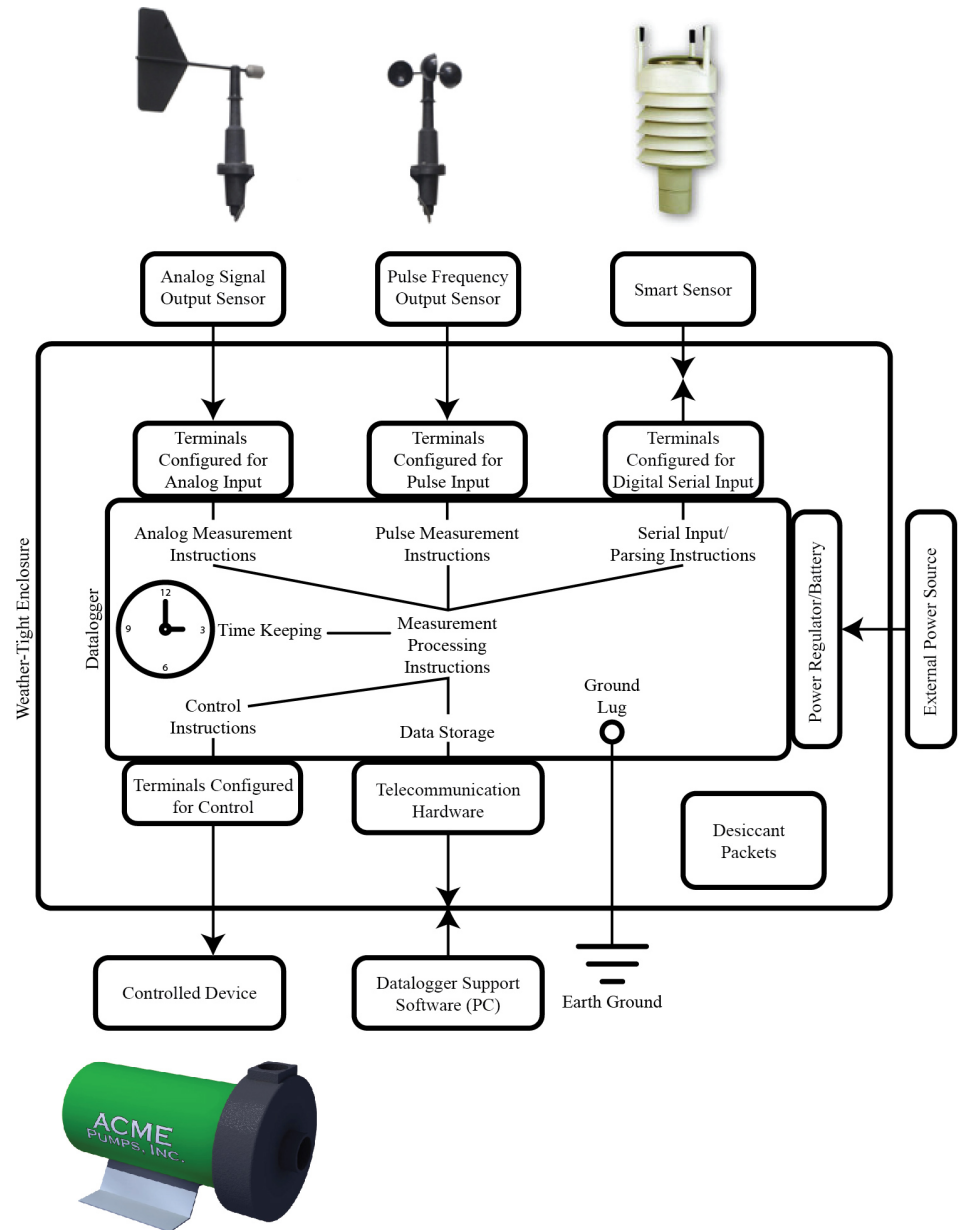 Analog Signal
Output Sensor
Pulse Frequency
Output Sensor
Smart Sensor
Terminals
Configured for
Analog Input
Terminals
Configured for
Pulse Input
Terminals
Configured for
Digital Serial Input
Weather-Tight Enclosure
Datalogger
Analog Measurement
Instructions
Pulse Measurement
Instructions
Serial Input/
Parsing Instructions
Power Regulator/Battery
External Power Source
12
9
3
6
Time Keeping
Measurement
Processing
Instructions
Control
Instructions
Data Storage
Ground
Lug
Terminals Configured
for Control
Telecommunication
Hardware
Desiccant
Packets
Controlled Device
Datalogger Support
Software (PC)
Earth Ground
ACME
PUMPS, INC.